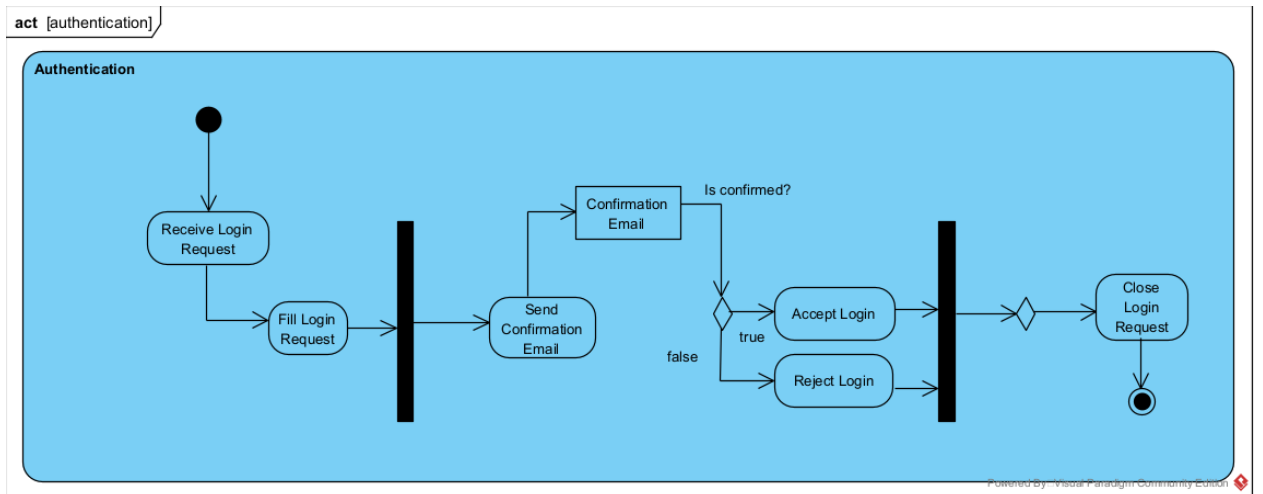 act [authentication]
Authentication
Receive Login
Request
Fill Login
Request
Send
Confirmation
Email
Confirmation
Email
Is confirmed?
true
false
Accept Login
Reject Login
Close
Login
Request
Powered By Visual Paradigm Community Edition